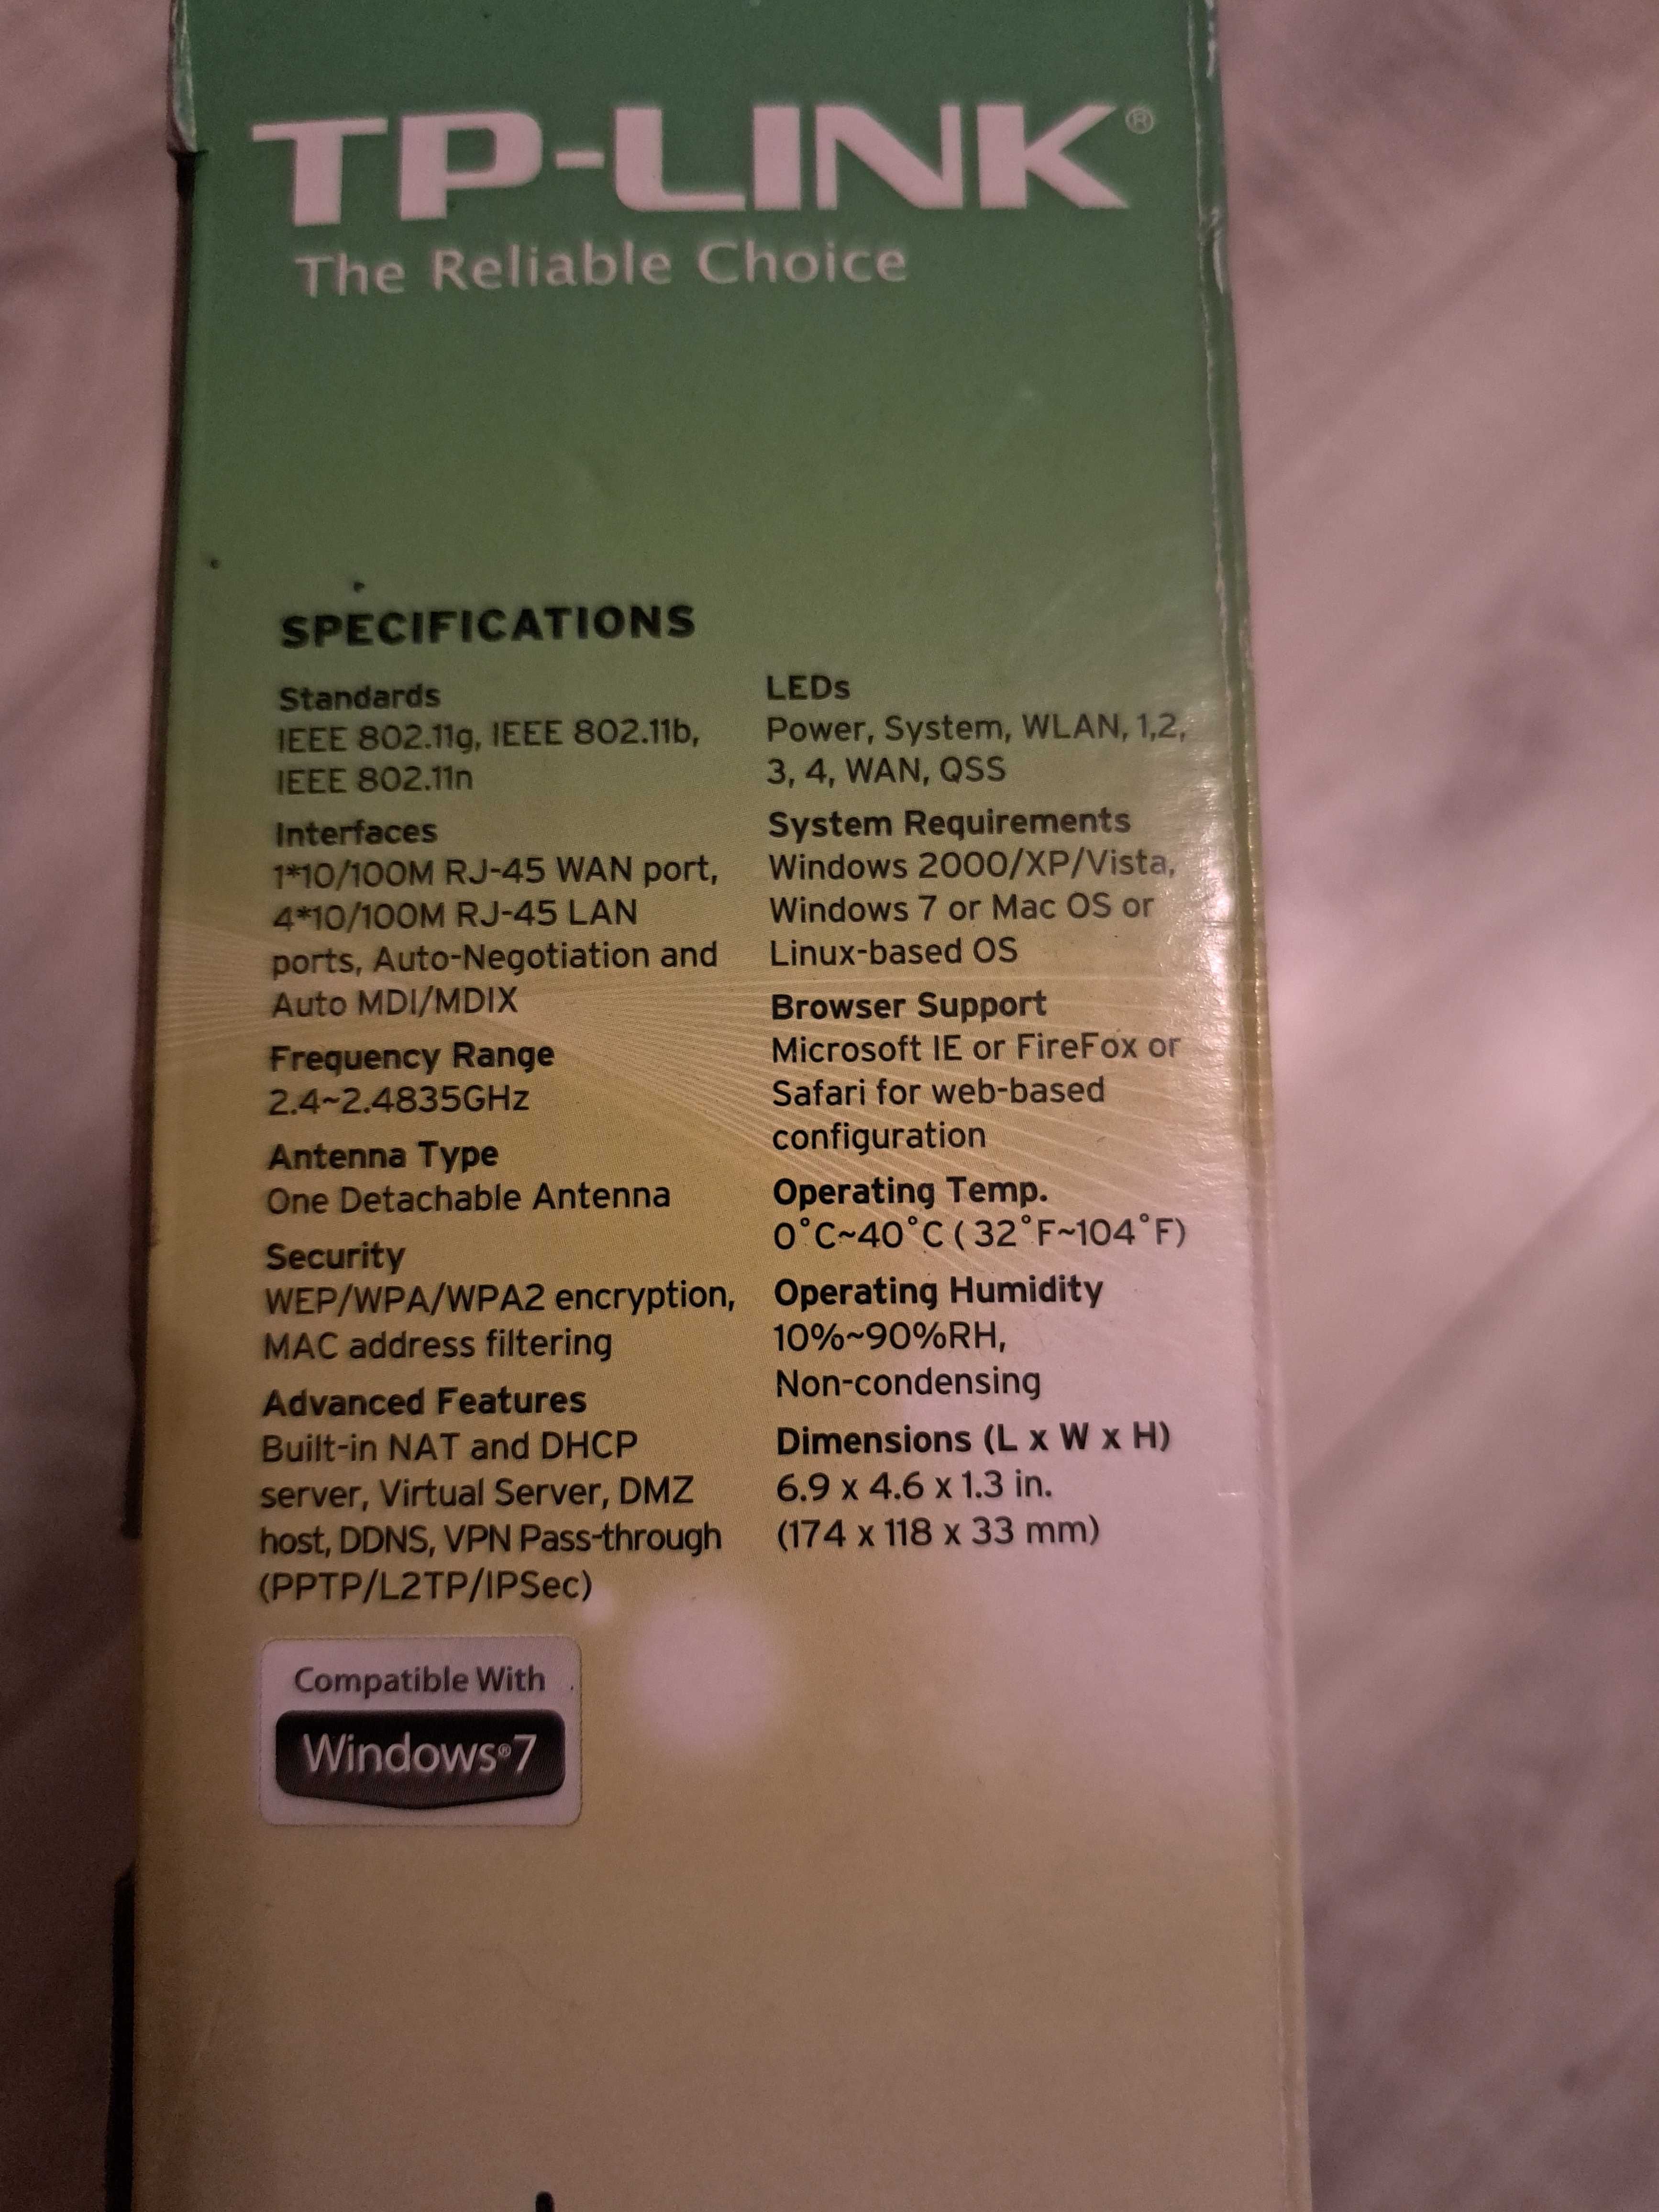 TP-LINK®
The Reliable Choice
SPECIFICATIONS
Standards
IEEE 802.11g, IEEE 802.11b,
IEEE 802.11n
Interfaces
1*10/100M RJ-45 WAN port,
4*10/100M RJ-45 LAN
ports, Auto-Negotiation and
Auto MDI/MDIX
Frequency Range
2.4~2.4835GHz
Antenna Type
One Detachable Antenna
Security
WEP/WPA/WPA2 encryption,
MAC address filtering
Advanced Features
Built-in NAT and DHCP
server, Virtual Server, DMZ
host, DDNS, VPN Pass-through
(PPTP/L2TP/IPSec)
LEDs
Power, System, WLAN, 1,2,
3, 4, WAN, QSS
System Requirements
Windows 2000/XP/Vista,
Windows 7 or Mac OS or
Linux-based OS
Browser Support
Microsoft IE or FireFox or
Safari for web-based
configuration
Operating Temp.
0°C~40°C ( 32°F~104°F)
Operating Humidity
10%~90%RH,
Non-condensing
Dimensions (L x W x H)
6.9 x 4.6 x 1.3 in.
(174 x 118 x 33 mm)
Compatible With
Windows®7